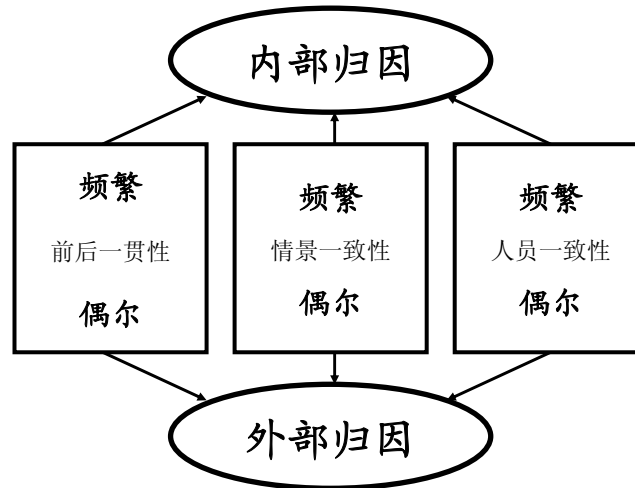 内部归因
频繁
前后一贯性
偶尔
频繁
情景一致性
偶尔
频繁
人员一致性
偶尔
外部归因